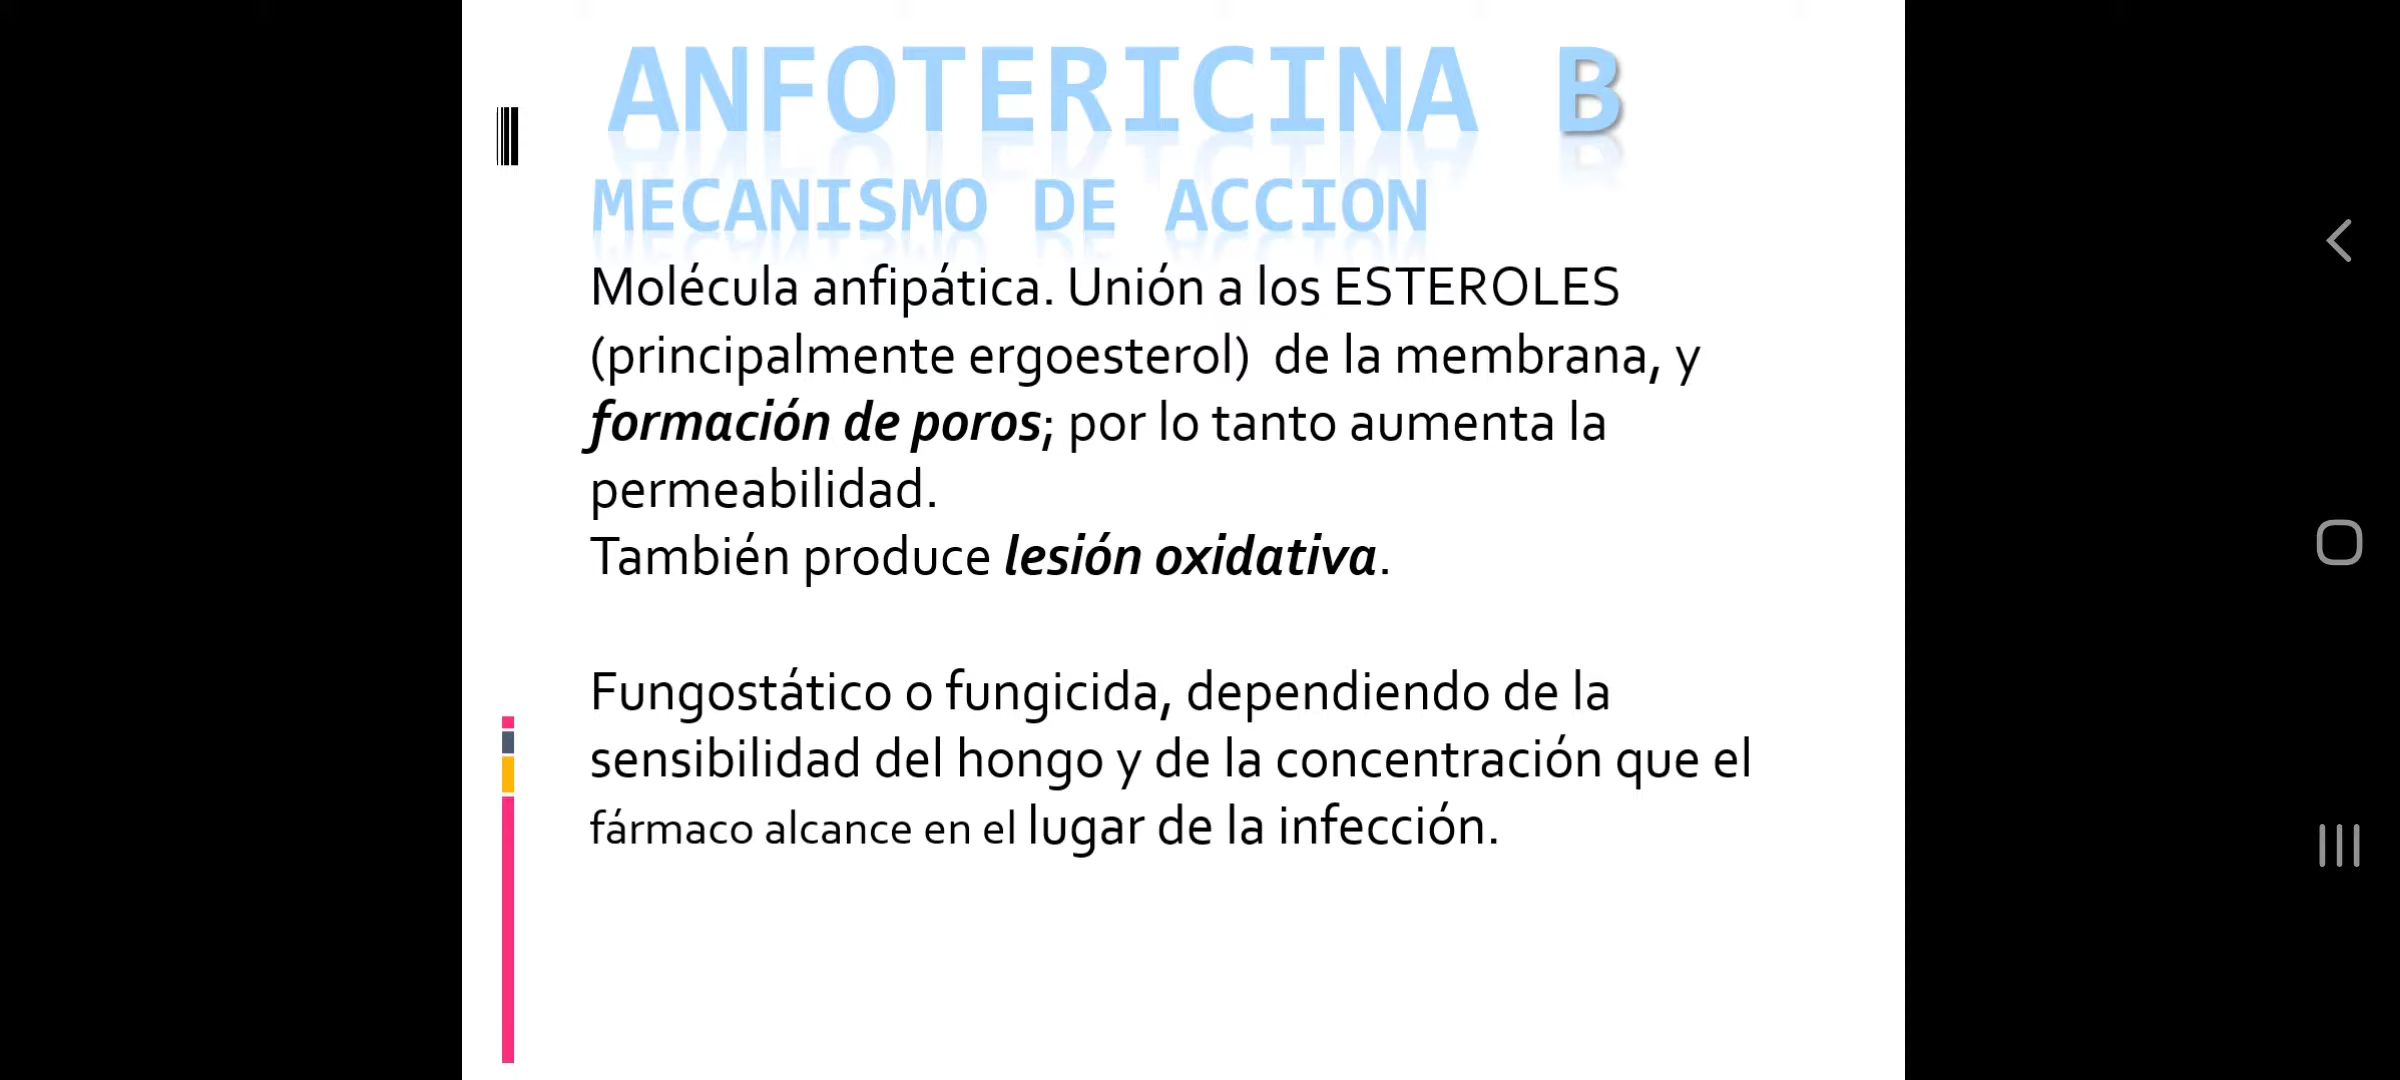 ANFOTERICINA B
MECANISMO DE ACCION
Molécula anfipática. Unión a los ESTEROLES
(principalmente ergoesterol)  de la membrana, y
formación de poros; por lo tanto aumenta la
permeabilidad.
También produce lesión oxidativa.
Fungostático o fungicida, dependiendo de la
sensibilidad del hongo y de la concentración que el
fármaco alcance en el lugar de la infección.